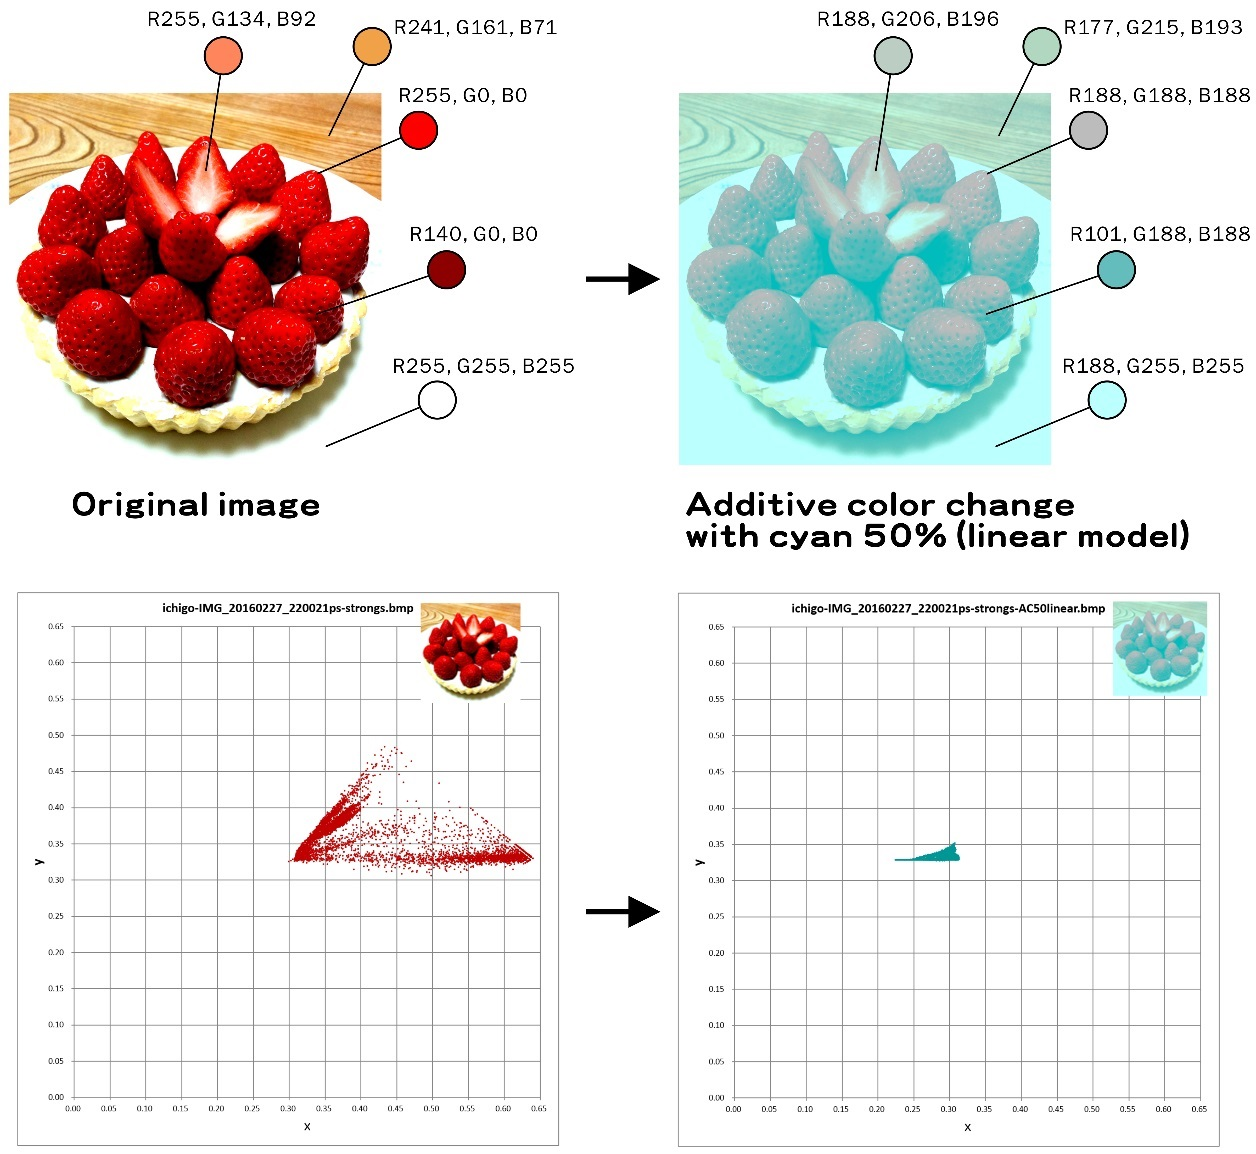 R255, G134, B92
R241, G161, B71
R255, G0, B0
R140, G0, B0
R255, G255, B255
Original image
R188, G206, B196
R177, G215, B193
R188, G188, B188
R101, G188, B188
R188, G255, B255
Additive color change
with cyan 50% (linear model)
ichigo-IMG_20160227_220021ps-strongs.bmp
0.65
0.60
0.55
0.50
0.45
0.40
0.35
0.30
0.25
0.20
0.15
0.10
0.05
0.00
y
0.00 0.05 0.10 0.15 0.20 0.25 0.30 0.35 0.40 0.45 0.50 0.55 0.60 0.65
x
ichigo-IMG_20160227_220021ps-strongs-AC50linear.bmp
0.65
0.60
0.55
0.50
0.45
0.40
0.35
0.30
0.25
0.20
0.15
0.10
0.05
0.00
y
0.00 0.05 0.10 0.15 0.20 0.25 0.30 0.35 0.40 0.45 0.50 0.55 0.60 0.65
x